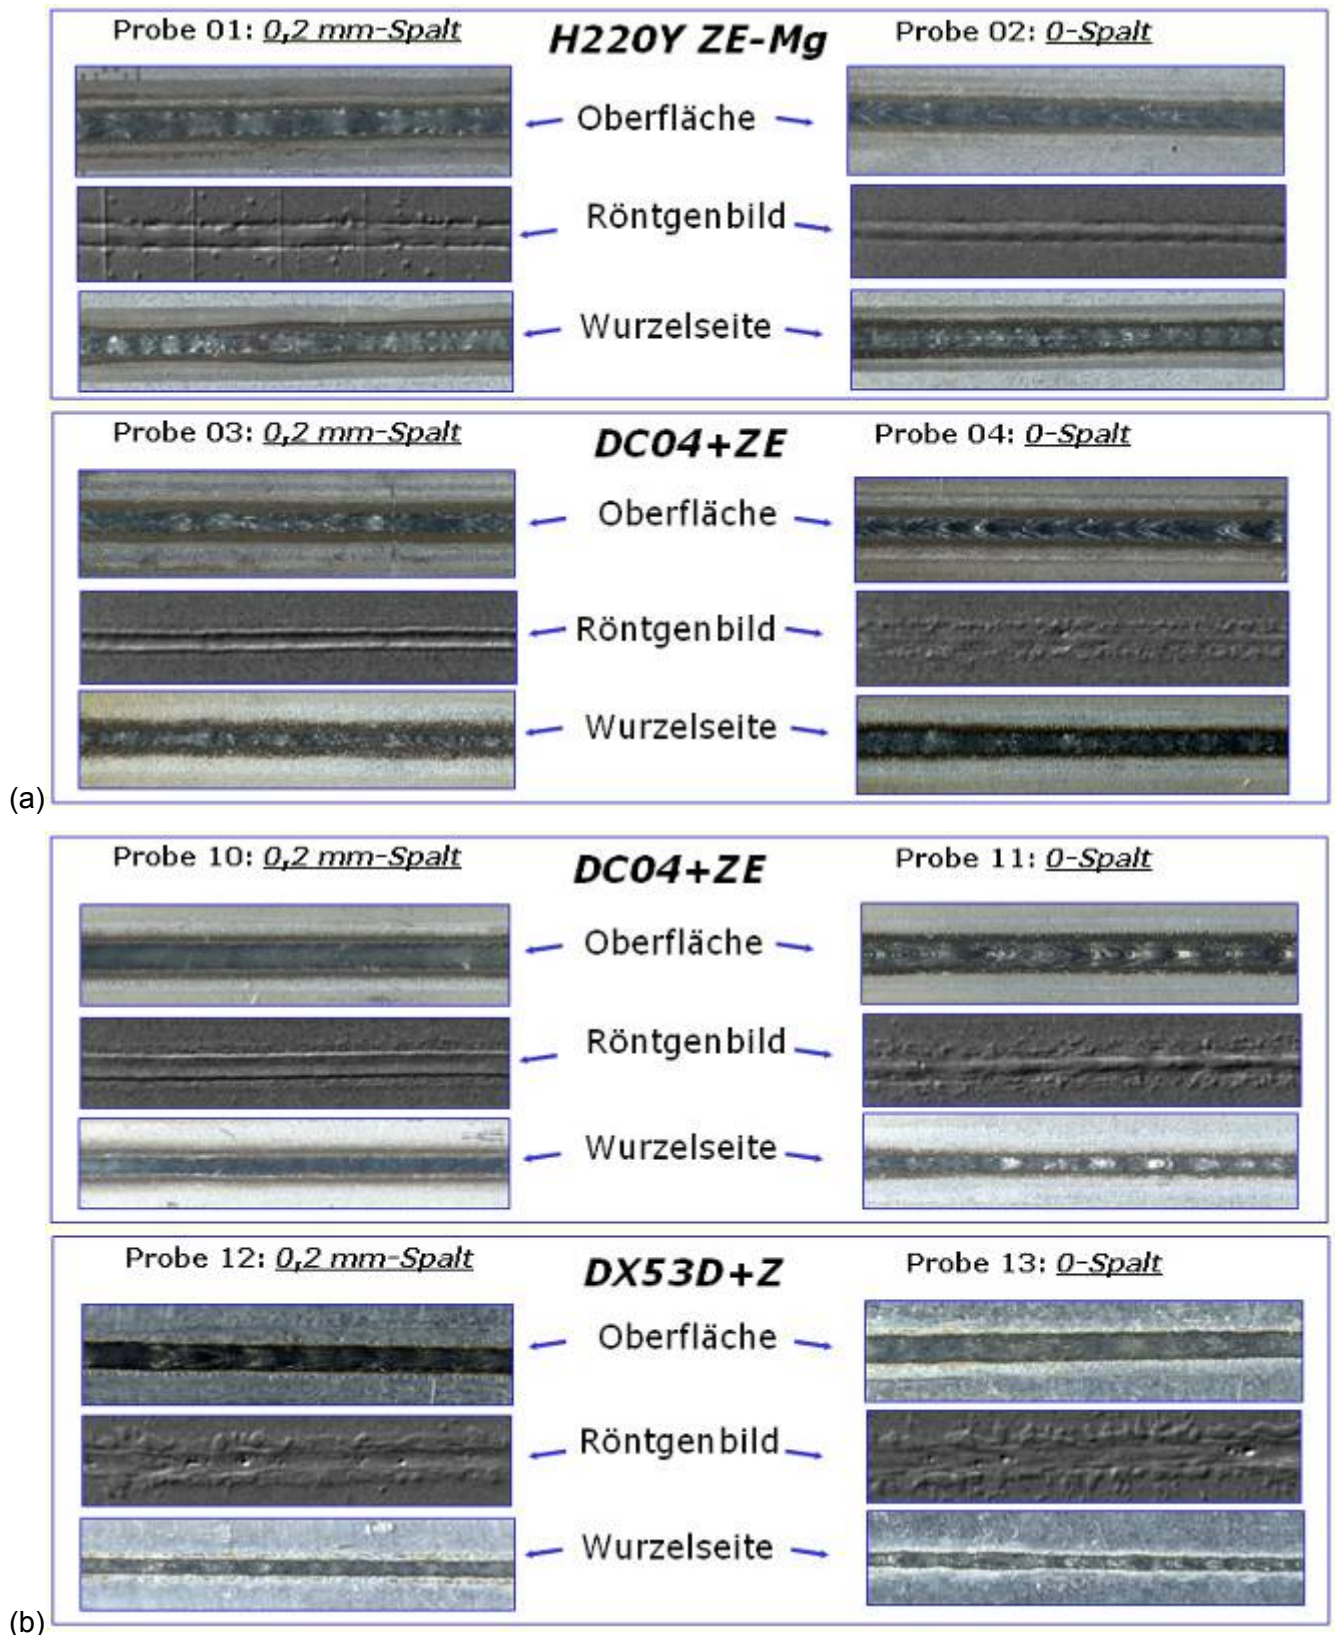 Probe 01: 0,2 mm-Spalt
H220Y ZE-Mg
Probe 02: 0-Spalt
Oberfläche
Röntgenbild
Wurzelseite
Probe 03: 0,2 mm-Spalt
DC04+ZE
Probe 04: 0-Spalt
Oberfläche
Röntgenbild
Wurzelseite
(a)
Probe 10: 0,2 mm-Spalt
DC04+ZE
Probe 11: 0-Spalt
Oberfläche
Röntgenbild
Wurzelseite
Probe 12: 0,2 mm-Spalt
DX53D+Z
Probe 13: 0-Spalt
Oberfläche
Röntgenbild
Wurzelseite
(b)